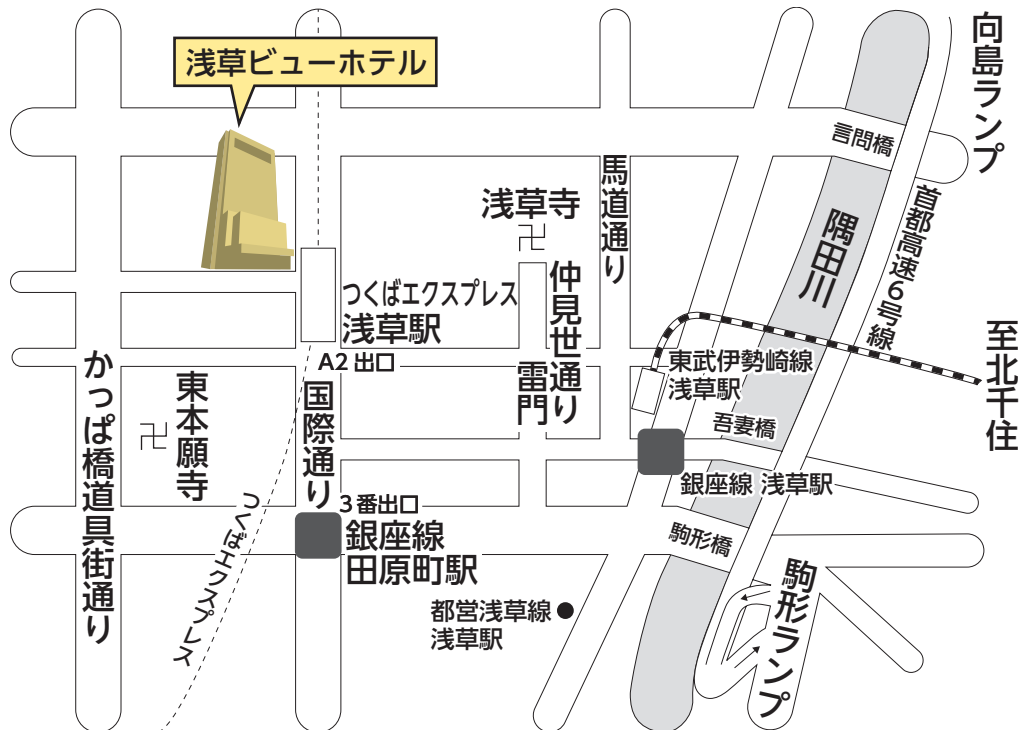 浅草ビューホテル
向島ランプ
言問橋
馬道通り
浅草寺
首都高速6号線
隅田川
つくばエクスプレス
浅草駅
A2 出口
仲見世通り
雷門
東武伊勢崎線
浅草駅
至北千住
かっぱ橋道具街通り
東本願寺
国際通り
吾妻橋
銀座線 浅草駅
3番出口
銀座線
田原町駅
つくばエクスプレス
駒形橋
駒形ランプ
都営浅草線
浅草駅